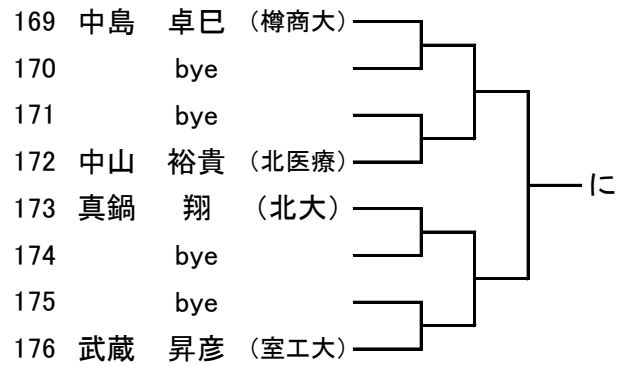 169 中島 卓巳 (樽商大)
170 bye
171 bye
172 中山 裕貴 (北医療)
に
173 真鍋 翔 (北大)
174 bye
175 bye
176 武蔵 昇彦 (室工大)